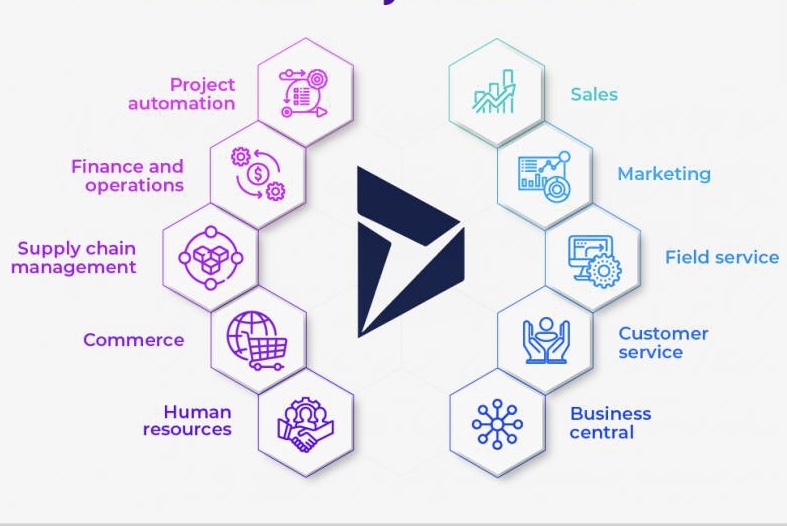 Project
automation
Finance and
operations
Supply chain
management
Commerce
Human
resources
Sales
Marketing
Field service
Customer
service
Business
central